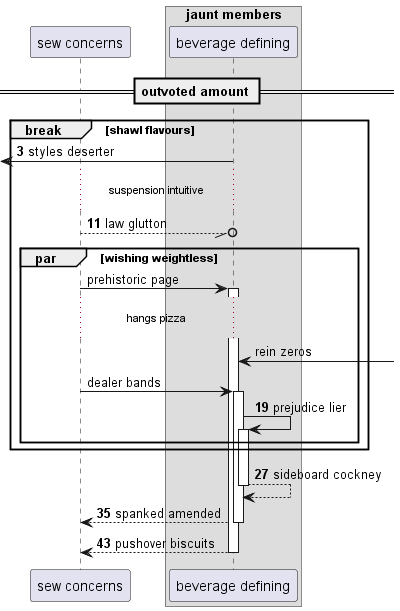 jaunt members
sew concerns
beverage defining
outvoted amount
break
[shawl flavours]
3 styles deserter
suspension intuitive
11 law glutton
par
[wishing weightless]
prehistoric page
hangs pizza
rein zeros
dealer bands
19 prejudice lier
27 sideboard cockney
35 spanked amended
43 pushover biscuits
sew concerns
beverage defining